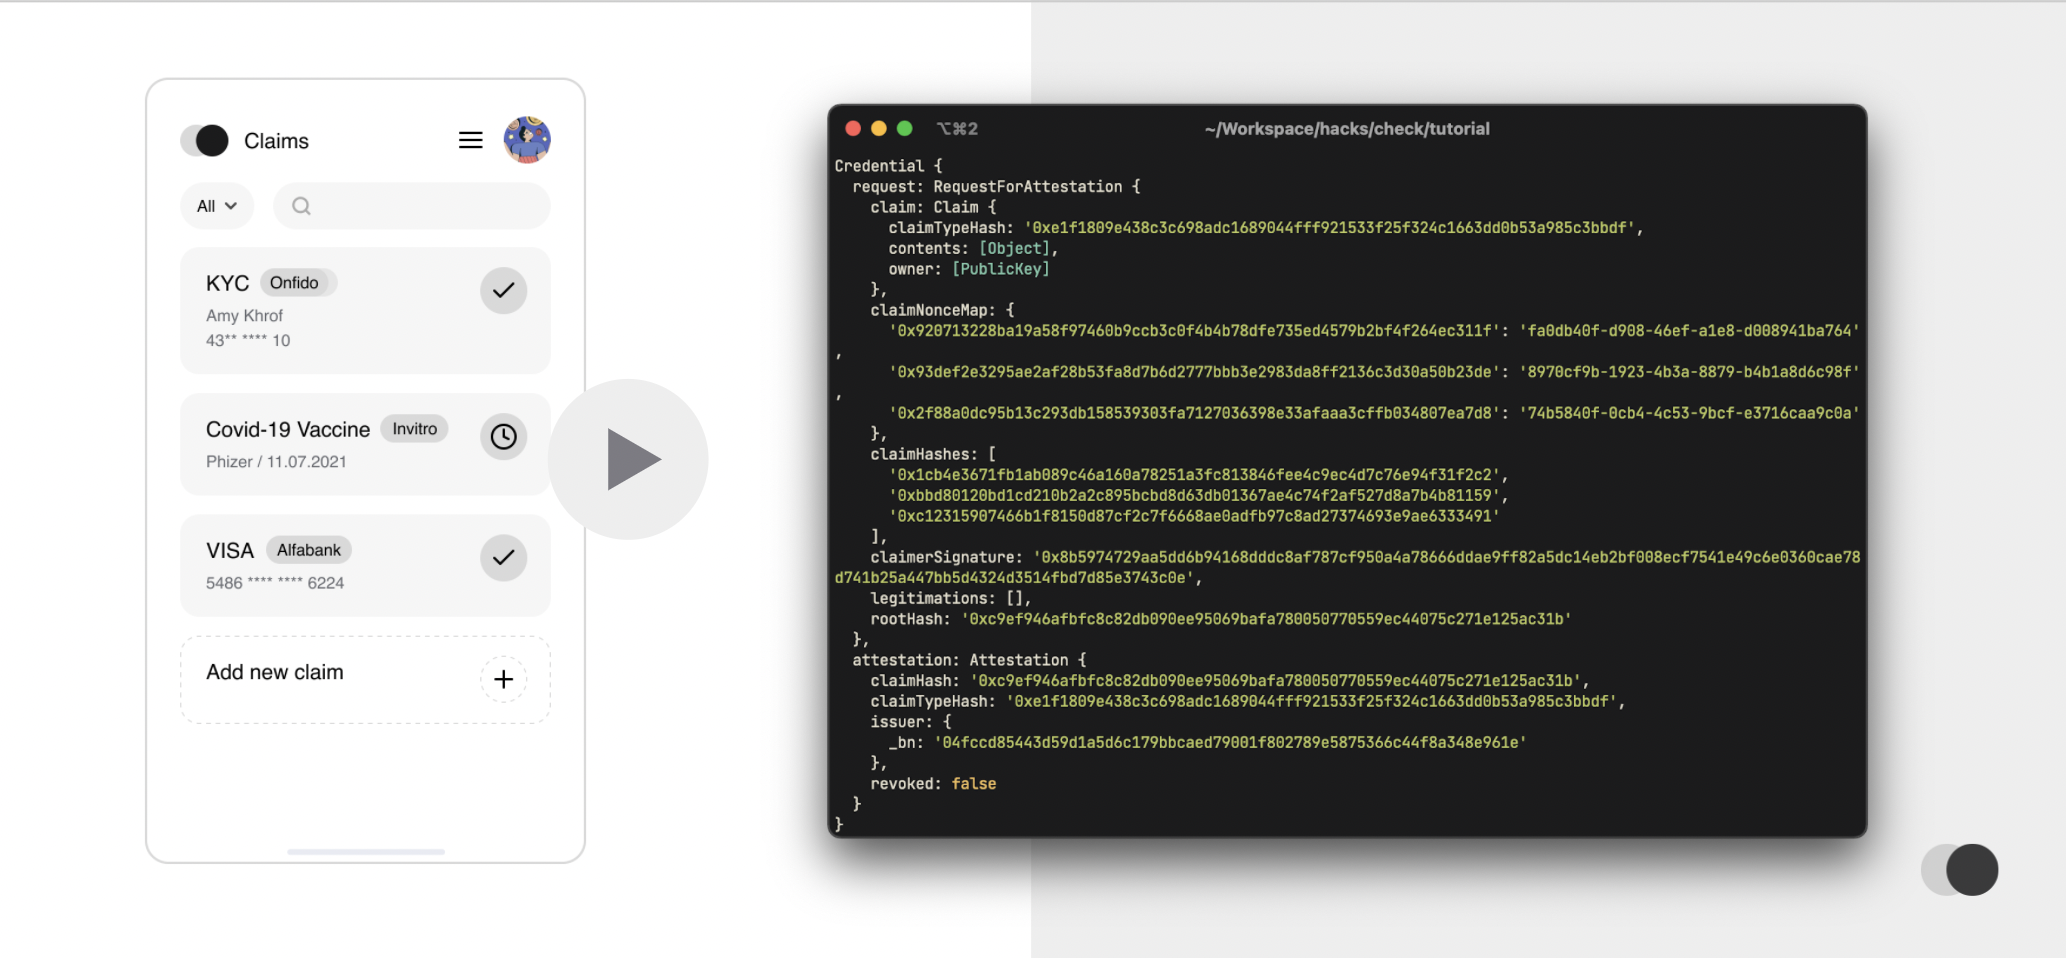 Claims
All
KYC Onfido
Amy Khrof
43** **** 10
Covid-19 Vaccine Invitro
Phizer / 11.07.2021
VISA Alfabank
5486 **** **** 6224
Add new claim
⌥⌘2 ~/Workspace/hacks/check/tutorial
Credential {
request: RequestForAttestation {
claim: Claim {
claimTypeHash: '0xe1f1809e438c3c698adc1689044fff921533f25f324c1663dd0b53a985c3bbdf',
contents: [Object],
owner: [PublicKey]
},
claimNonceMap: {
'0x920713228ba19a58f97460b9ccb3c0f4b4b78dfe735ed4579b2bf4f264ec311f': 'fa0db40f-d908-46ef-a1e8-d008941ba764'
,
'0x93def2e3295ae2af28b53fa8d7b6d2777bbb3e2983da8ff2136c3d30a50b23de': '8970cf9b-1923-4b3a-8879-b4b1a8d6c98f'
,
'0x2f88a0dc95b13c293db158539303fa7127036398e33afaaa3cffb034807ea7d8': '74b5840f-0cb4-4c53-9bcf-e3716caa9c0a'
},
claimHashes: [
'0x1cb4e3671fb1ab089c46a160a78251a3fc813846fee4c9ec4d7c76e94f31f2c2',
'0xbbd80120bd1cd210b2a2c895bcbd8d63db01367ae4c74f2af527d8a7b4b81159',
'0xc12315907466b1f8150d87cf2c7f6668ae0adfb97c8ad27374693e9ae6333491'
],
claimerSignature: '0x8b5974729aa5dd6b94168dddc8af787cf950a4a78666ddae9ff82a5dc14eb2bf008ecf7541e49c6e0360cae78
d741b25a447bb5d4324d3514fbd7d85e3743c0e',
legitimations: [],
rootHash: '0xc9ef946afbfc8c82db090ee95069bafa780050770559ec44075c271e125ac31b'
},
attestation: Attestation {
claimHash: '0xc9ef946afbfc8c82db090ee95069bafa780050770559ec44075c271e125ac31b',
claimTypeHash: '0xe1f1809e438c3c698adc1689044fff921533f25f324c1663dd0b53a985c3bbdf',
issuer: {
_bn: '04fccd85443d59d1a5d6c179bbcaed79001f802789e5875366c44f8a348e961e'
},
revoked: false
}
}